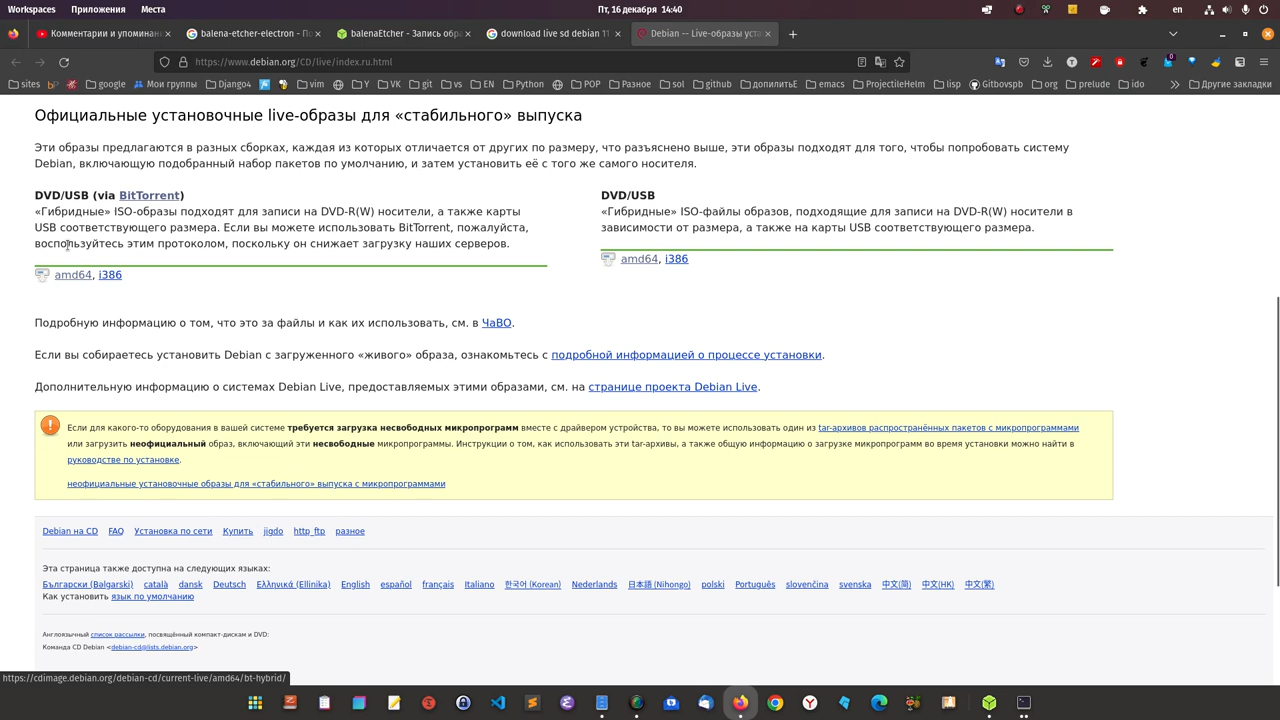 Workspaces Приложения Места Пт, 16 декабря 14:40 en
Комментарии и упоминан balena-etcher-electron - По balenaEtcher - Запись обра download live sd debian 11 Debian -- Live-образы уста
https://www.debian.org/CD/live/index.ru.html
sites google Мои группы Django4 vim Y VK git EN Python POP Разное sol github допилитьЕ emacs ProjectileHelm lisp Gitbovspb org prelude ido Другие закладки
Официальные установочные live-образы для «стабильного» выпуска
Эти образы предлагаются в разных сборках, каждая из которых отличается от других по размеру, что разъяснено выше, эти образы подходят для того, чтобы попробовать систему
Debian, включающую подобранный набор пакетов по умолчанию, и затем установить её с того же самого носителя.
DVD/USB (via BitTorrent)
«Гибридные» ISO-образы подходят для записи на DVD-R(W) носители, а также карты
USB соответствующего размера. Если вы можете использовать BitTorrent, пожалуйста,
воспользуйтесь этим протоколом, поскольку он снижает загрузку наших серверов.
amd64, i386
DVD/USB
«Гибридные» ISO-файлы образов, подходящие для записи на DVD-R(W) носители в
зависимости от размера, а также на карты USB соответствующего размера.
amd64, i386
Подробную информацию о том, что это за файлы и как их использовать, см. в ЧаВО.
Если вы собираетесь установить Debian с загруженного «живого» образа, ознакомьтесь с подробной информацией о процессе установки.
Дополнительную информацию о системах Debian Live, предоставляемых этими образами, см. на странице проекта Debian Live.
Если для какого-то оборудования в вашей системе требуется загрузка несвободных микропрограмм вместе с драйвером устройства, то вы можете использовать один из tar-архивов распространённых пакетов с микропрограммами
или загрузить неофициальный образ, включающий эти несвободные микропрограммы. Инструкции о том, как использовать эти tar-архивы, а также общую информацию о загрузке микропрограмм во время установки можно найти в
руководстве по установке.
неофициальные установочные образы для «стабильного» выпуска с микропрограммами
Debian на CD FAQ Установка по сети Купить jigdo http_ftp разное
Эта страница также доступна на следующих языках:
Български (Bəlgarski) català dansk Deutsch Ελληνικά (Ellinika) English español français Italiano 한국어 (Korean) Nederlands 日本語 (Nihongo) polski Português slovenčina svenska 中文(简) 中文(HK) 中文(繁)
Как установить язык по умолчанию
Англоязычный список рассылки, посвящённый компакт-дискам и DVD:
Команда CD Debian <debian-cd@lists.debian.org>
https://cdimage.debian.org/debian-cd/current-live/amd64/bt-hybrid/